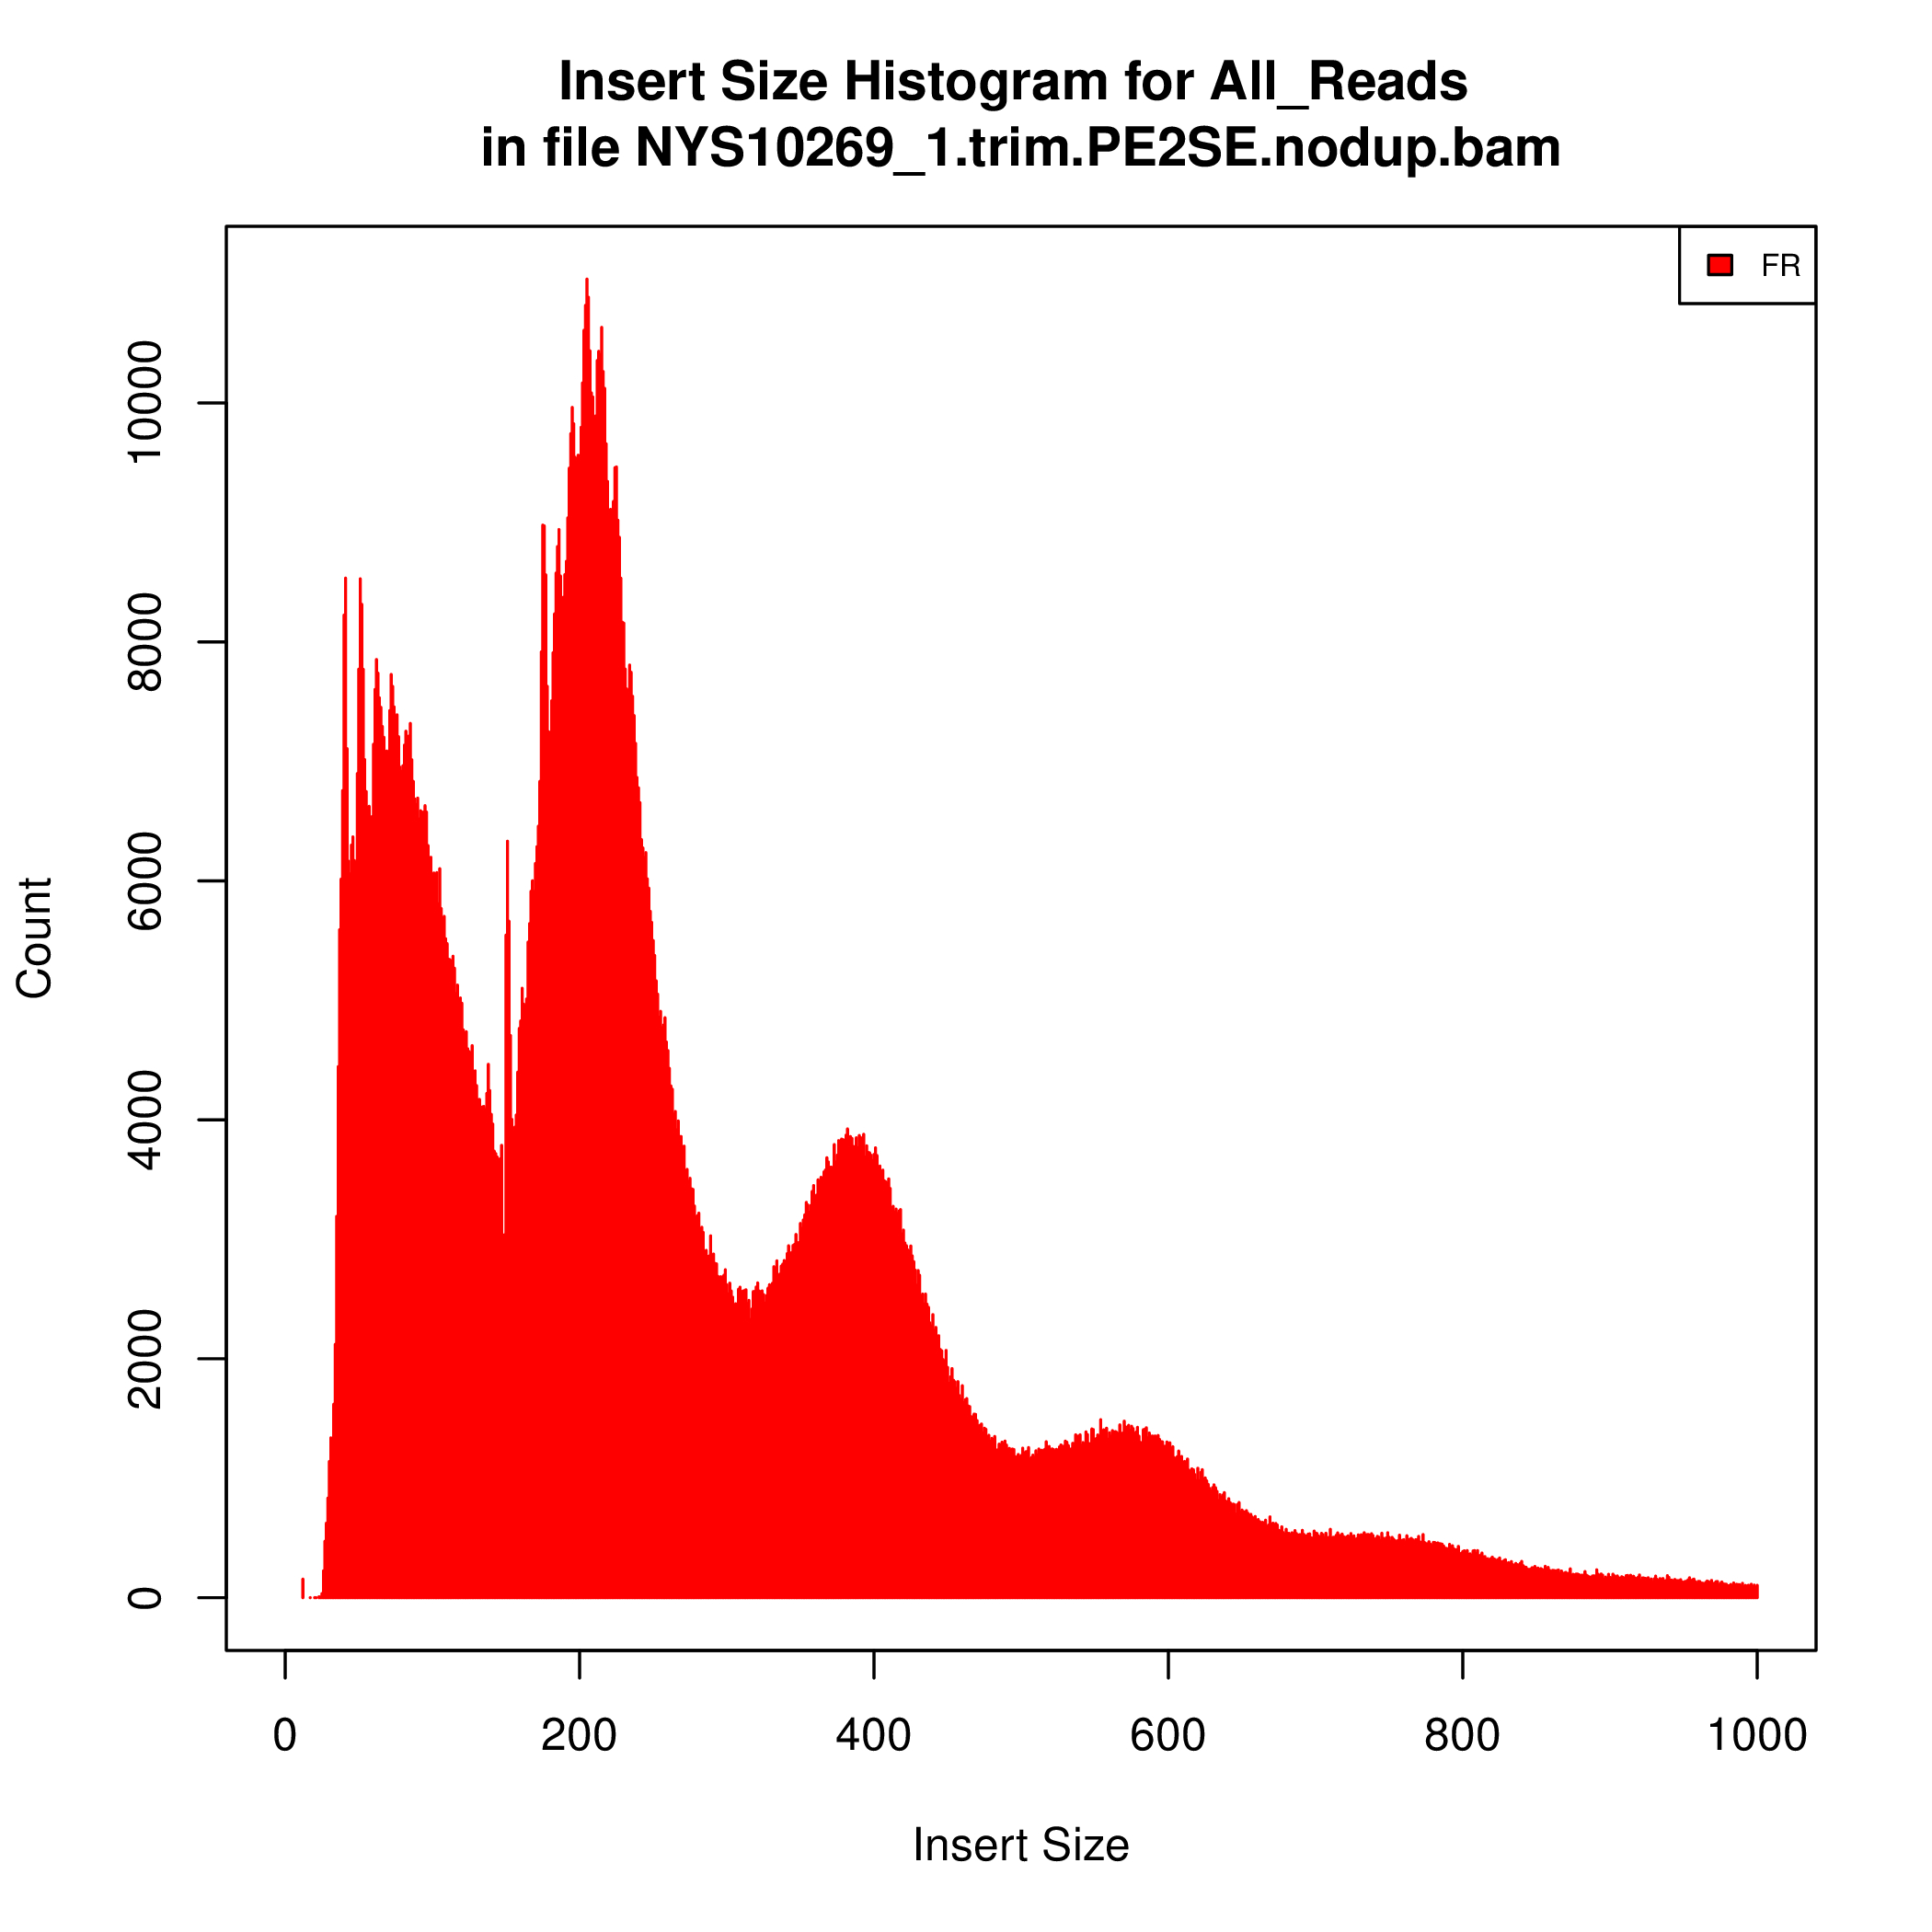 Insert Size Histogram for All_Reads
in file NYS10269_1.trim.PE2SE.nodup.bam
FR
Count
10000
8000
6000
4000
2000
0
0 200 400 600 800 1000
Insert Size